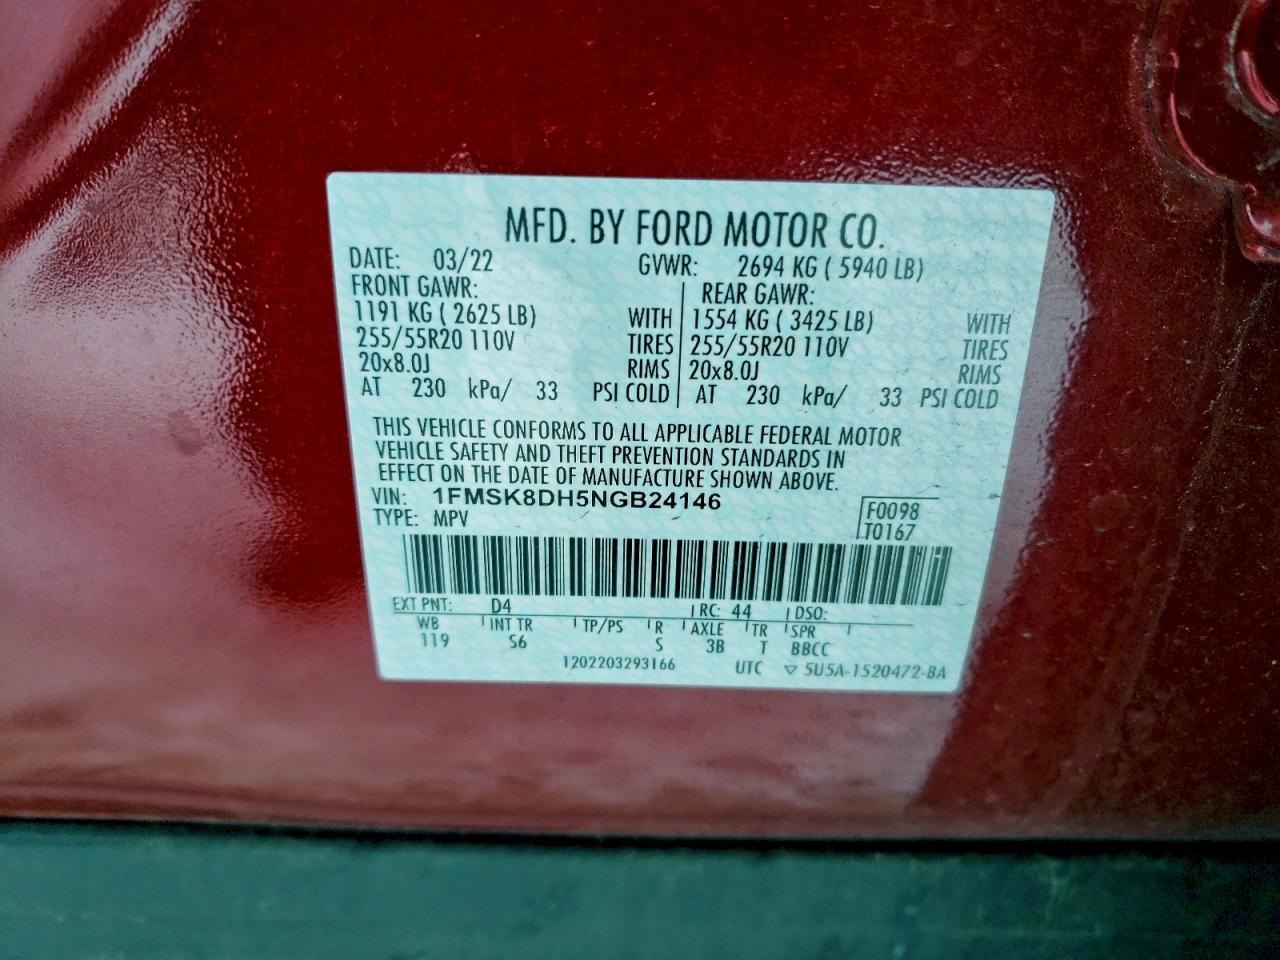 MFD. BY FORD MOTOR CO.
DATE: 03/22 GVWR: 2694 KG ( 5940 LB)
FRONT GAWR: REAR GAWR:
1191 KG ( 2625 LB) WITH 1554 KG ( 3425 LB) WITH
255/55R20 110V TIRES 255/55R20 110V TIRES
20x8.0J RIMS 20x8.0J RIMS
AT 230 kPa/ 33 PSI COLD AT 230 kPa/ 33 PSI COLD
THIS VEHICLE CONFORMS TO ALL APPLICABLE FEDERAL MOTOR
VEHICLE SAFETY AND THEFT PREVENTION STANDARDS IN
EFFECT ON THE DATE OF MANUFACTURE SHOWN ABOVE.
VIN: 1FMSK8DH5NGB24146 F0098
TYPE: MPV T0167
EXT PNT: D4 RC: 44 DSO:
WB INT TR TP/PS R AXLE TR SPR
119 S6 S 3B T BBCC
1202203293166 UTC ▽ 5U5A-1520472-BA